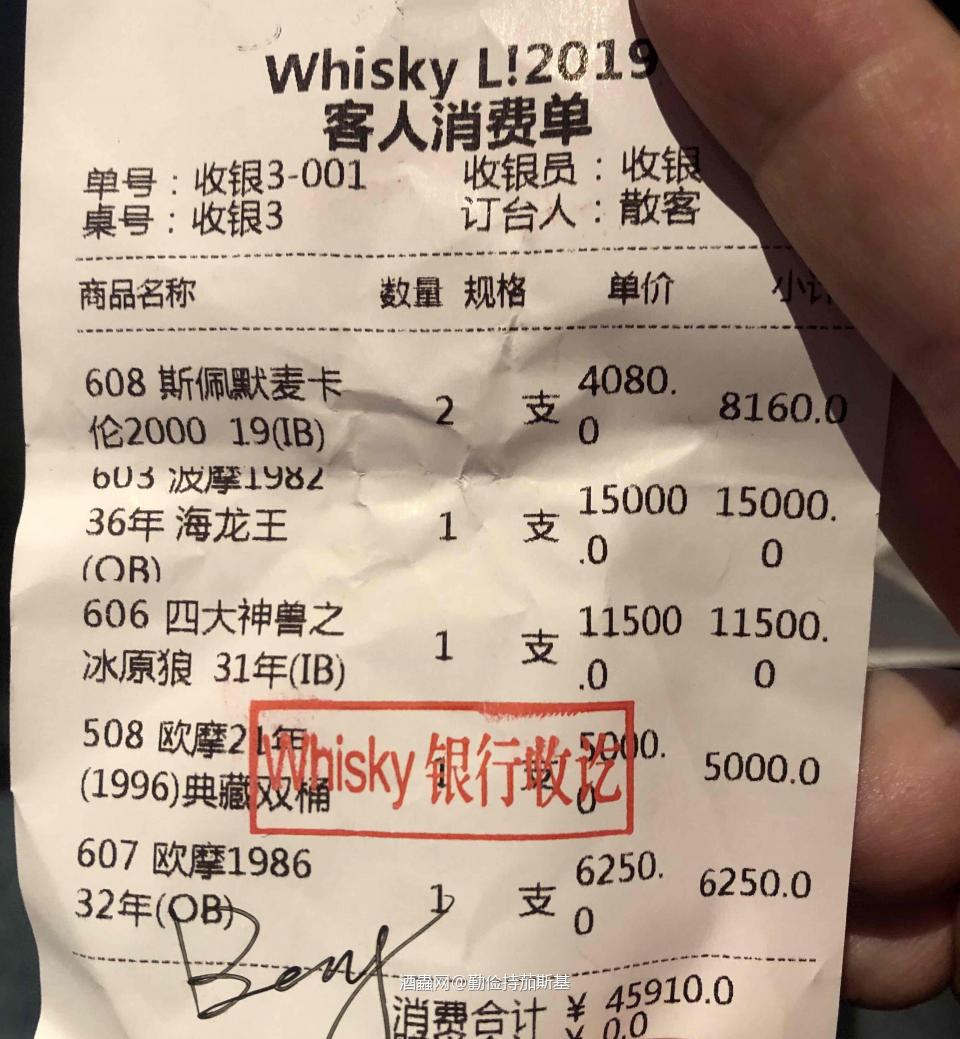 Whisky L!2019
客人消费单
单号：收银3-001 收银员：收银
桌号：收银3 订台人：散客
商品名称 数量 规格 单价 小计
608 斯佩默麦卡 2 支 4080. 8160.0
伦2000 19(IB) 0
603 波摩1982
36年 海龙王 1 支 15000 15000.
(OB) .0 0
606 四大神兽之 1 支 11500 11500.
冰原狼 31年(IB) .0 0
508 欧摩21年 1 支 5000. 5000.0
(1996)典藏双桶 0
Whisky 银行收讫
607 欧摩1986 1 支 6250. 6250.0
32年(OB) 0
酒蟲网@勤俭持茄斯基
消费合计 ¥ 45910.0
¥ 0.0